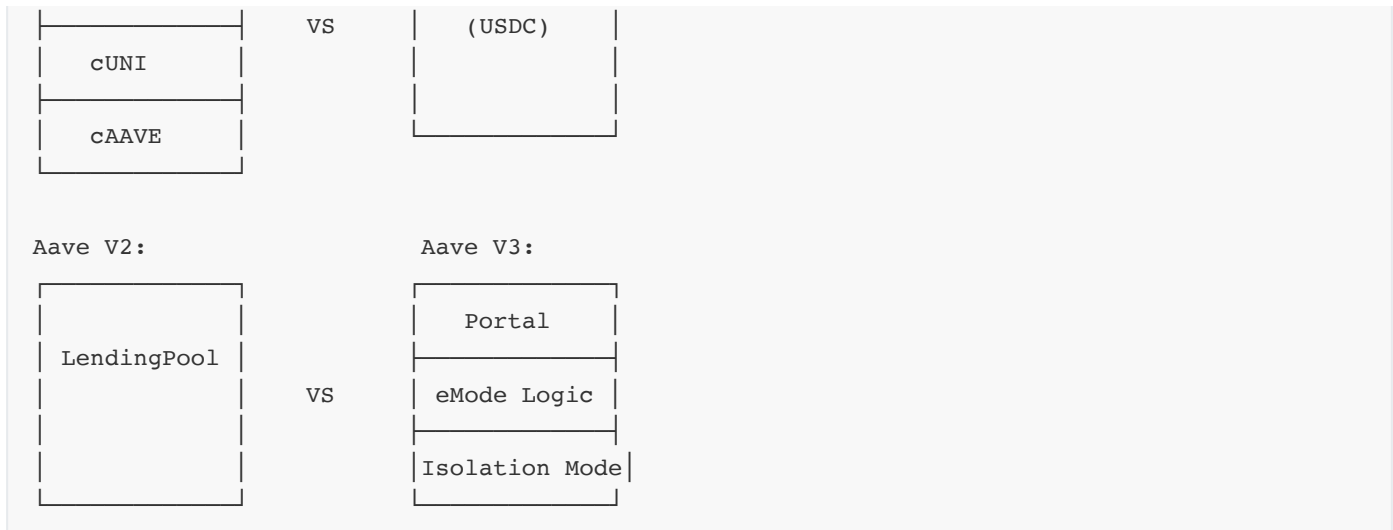 VS (USDC)
cUNI
cAAVE
Aave V2: Aave V3:
Portal
LendingPool
VS eMode Logic
Isolation Mode